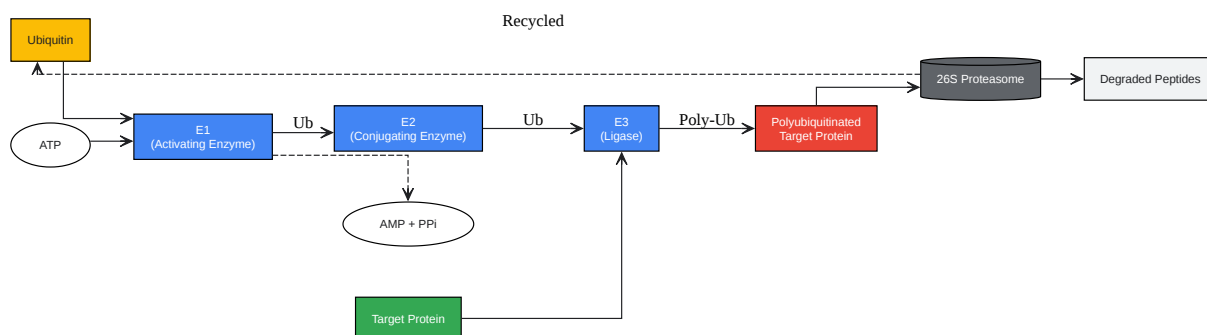 Recycled
Ubiquitin
26S Proteasome
Degraded Peptides
E1
(Activating Enzyme)
Ub
E2
(Conjugating Enzyme)
Ub
E3
(Ligase)
Poly-Ub
Polyubiquitinated
Target Protein
ATP
AMP + PPi
Target Protein